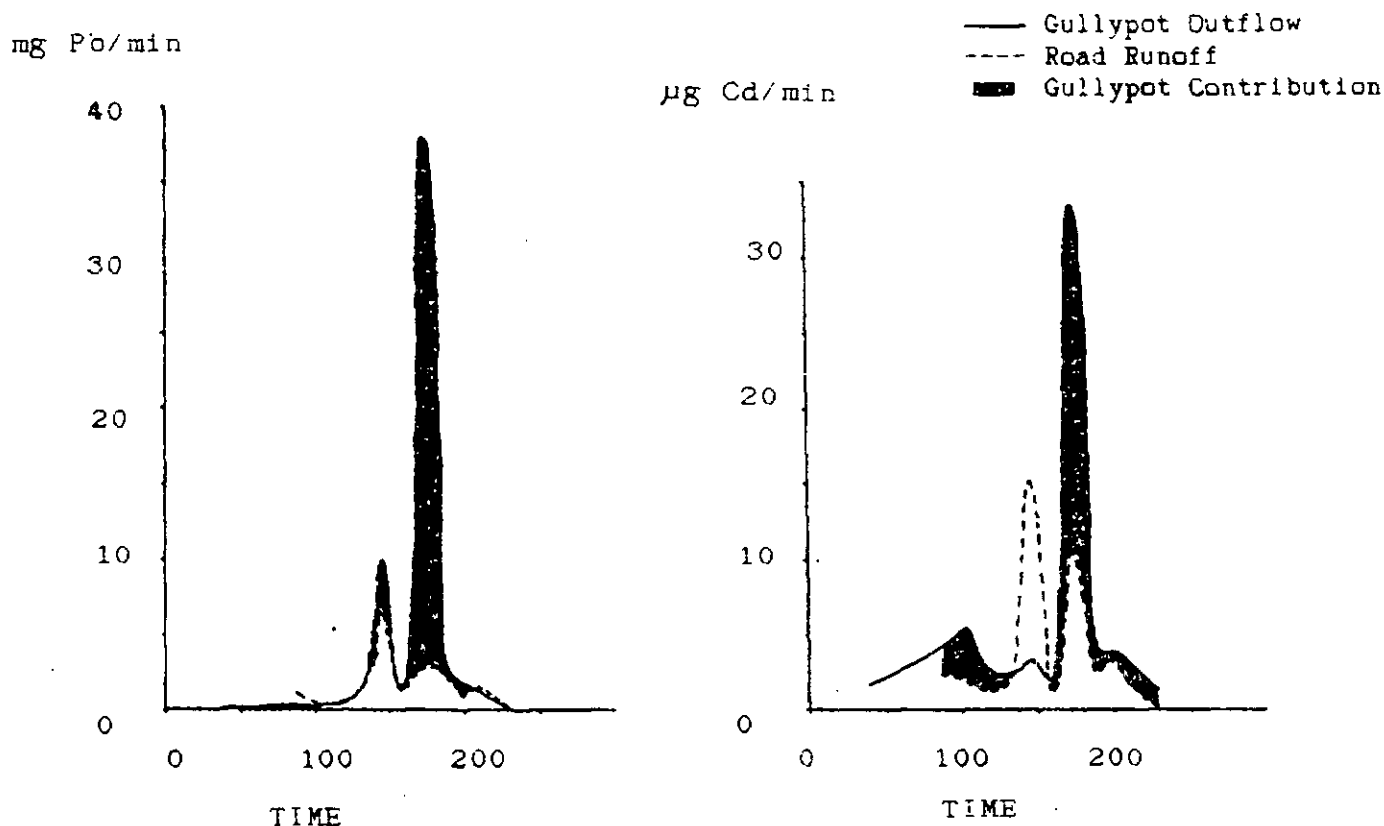 mg Pb/min
40
30
20
10
0
0 100 200
TIME
Gullypot Outflow
Road Runoff
Gullypot Contribution
µg Cd/min
30
20
10
0
0 100 200
TIME